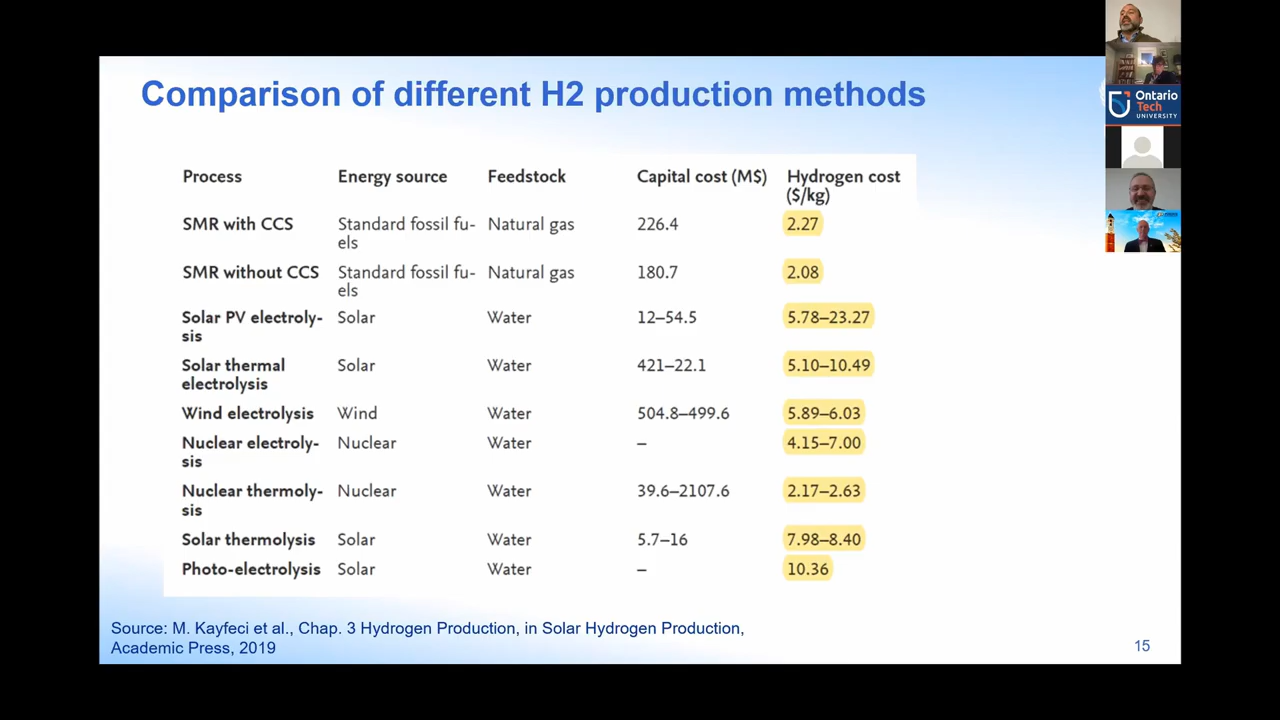 Comparison of different H2 production methods
Process Energy source Feedstock Capital cost (M$) Hydrogen cost
($/kg)
SMR with CCS Standard fossil fu- Natural gas 226.4 2.27
els
SMR without CCS Standard fossil fu- Natural gas 180.7 2.08
els
Solar PV electroly- Solar Water 12–54.5 5.78–23.27
sis
Solar thermal Solar Water 421–22.1 5.10–10.49
electrolysis
Wind electrolysis Wind Water 504.8–499.6 5.89–6.03
Nuclear electroly- Nuclear Water – 4.15–7.00
sis
Nuclear thermoly- Nuclear Water 39.6–2107.6 2.17–2.63
sis
Solar thermolysis Solar Water 5.7–16 7.98–8.40
Photo-electrolysis Solar Water – 10.36
Source: M. Kayfeci et al., Chap. 3 Hydrogen Production, in Solar Hydrogen Production,
Academic Press, 2019
15
Ontario
Tech
UNIVERSITY